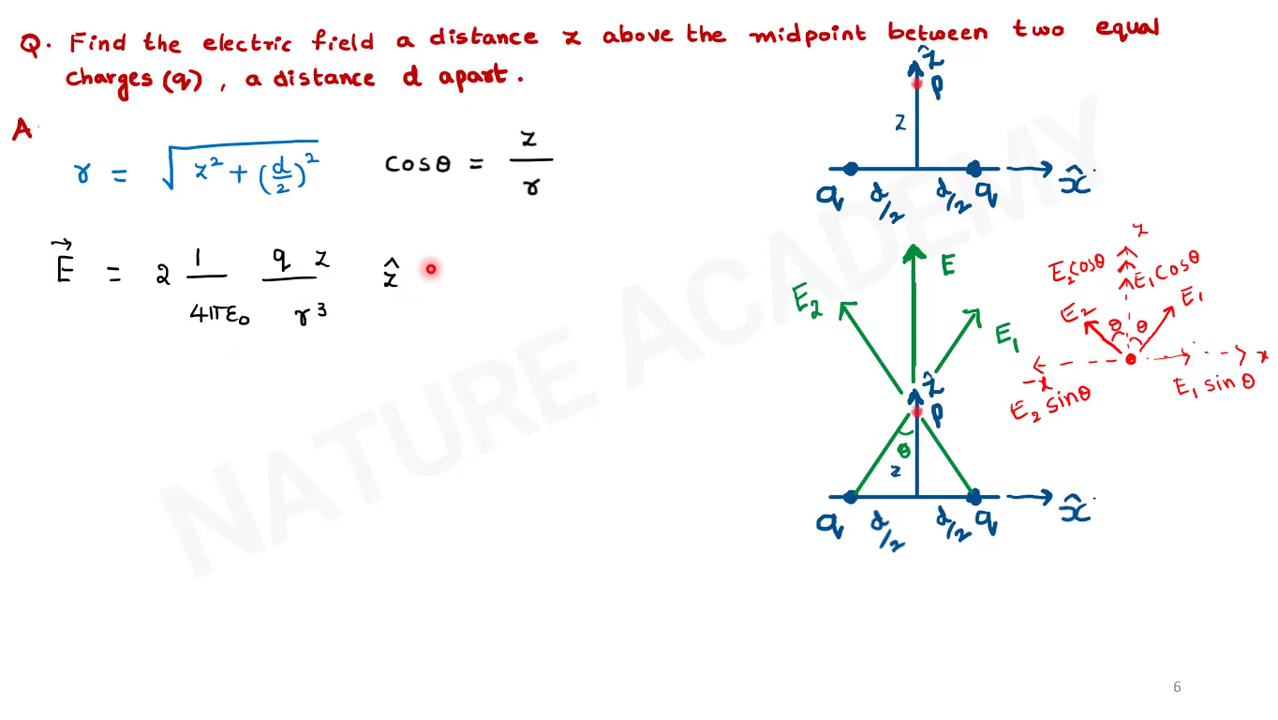 Q. Find the electric field a distance z above the midpoint between two equal
charges (q), a distance d apart.
A.
r = √(z² + (d/2)²)
cosθ = z/r
E⃗ = 2 1/4πε₀ q z/r³ ẑ
ẑ
P
z
q d/2 d/2 q x̂
E
E₂ E₁
ẑ
P
θ
z
q d/2 d/2 q x̂
z
E₂cosθ E₁cosθ
E₂ E₁
θ θ
-x x
E₂ sinθ E₁ sinθ
NATURE ACADEMY
6